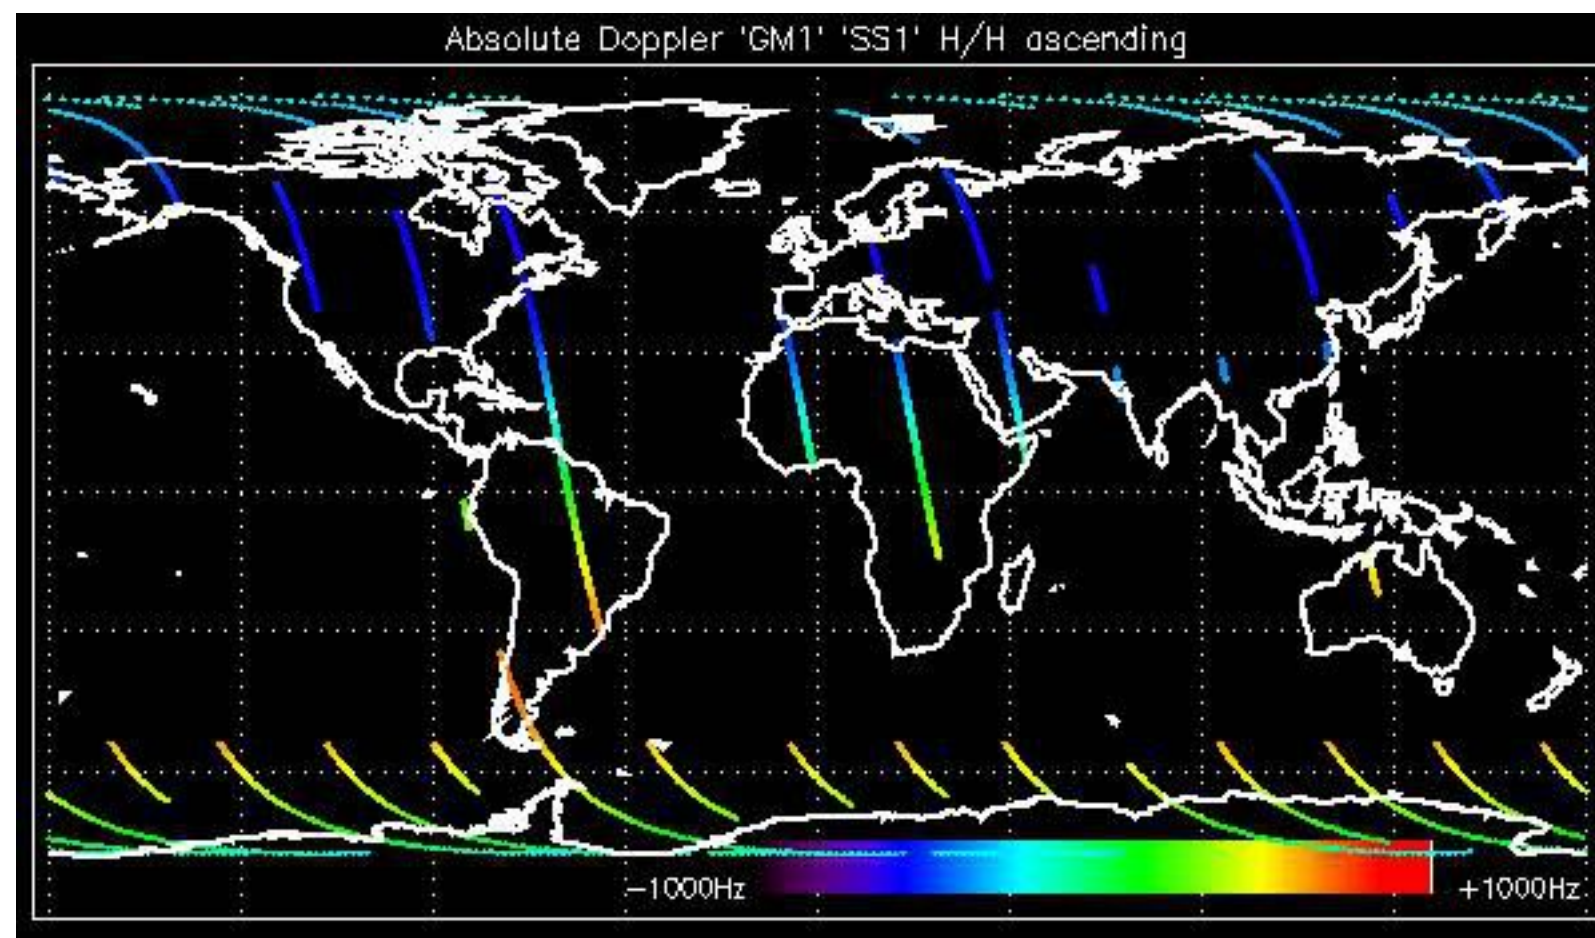 Absolute Doppler 'GM1' 'SS1' H/H ascending
−1000Hz
+1000Hz